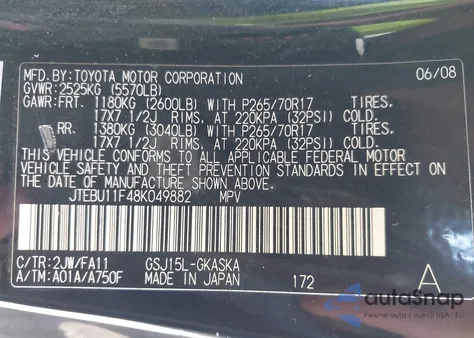 MFD.BY:TOYOTA MOTOR CORPORATION 06/08
GVWR:2525KG (5570LB)
GAWR:FRT. 1180KG (2600LB) WITH P265/70R17 TIRES.
17X7 1/2J RIMS. AT 220KPA (32PSI) COLD.
RR. 1380KG (3040LB) WITH P265/70R17 TIRES.
17X7 1/2J RIMS. AT 220KPA (32PSI) COLD.
THIS VEHICLE CONFORMS TO ALL APPLICABLE FEDERAL MOTOR
VEHICLE SAFETY STANDARDS IN EFFECT ON THE DATE OF
MANUFACTURE SHOWN ABOVE.
JTEBU11F48K049882 MPV
C/TR:2JW/FA11 GSJ15L-GKASKA
A/TM:A01A/A750F MADE IN JAPAN 172 A
autoSnap
Pewne auto z USA i EU